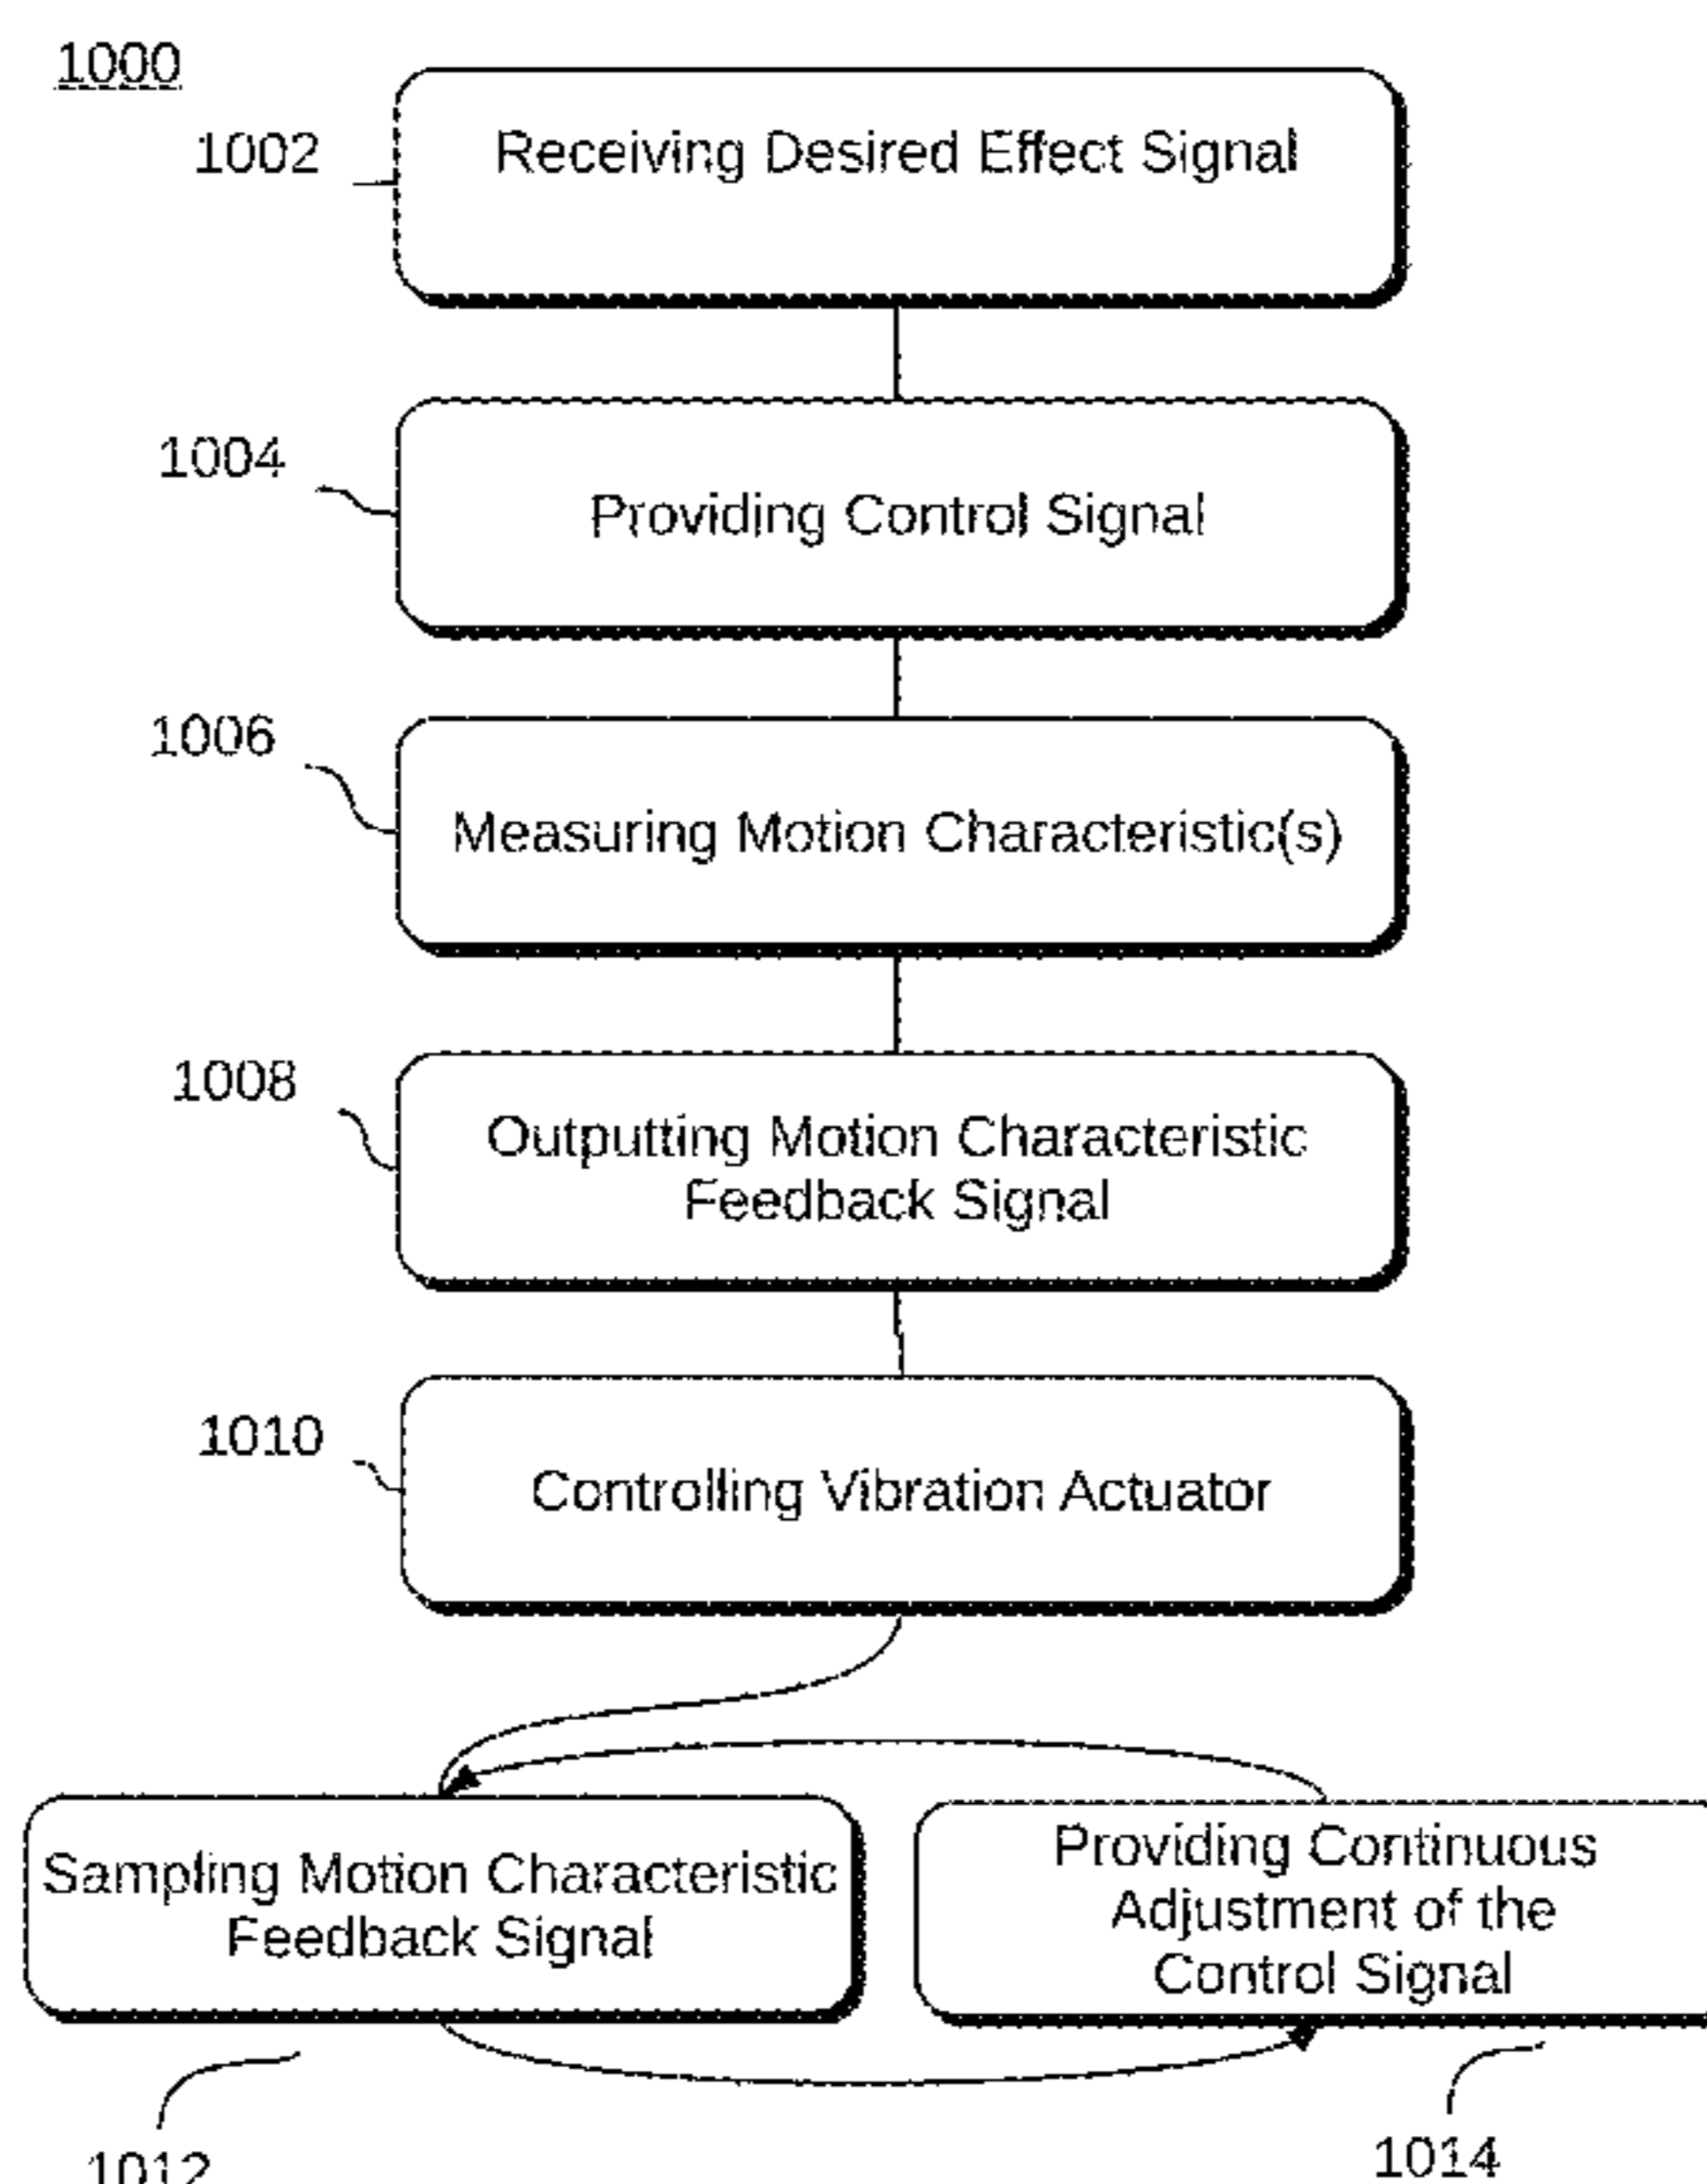 1000
1002
Receiving Desired Effect Signal
1004
Providing Control Signal
1006
Measuring Motion Characteristic(s)
1008
Outputting Motion Characteristic
Feedback Signal
1010
Controlling Vibration Actuator
Sampling Motion Characteristic
Feedback Signal
Providing Continuous
Adjustment of the
Control Signal
1012
1014